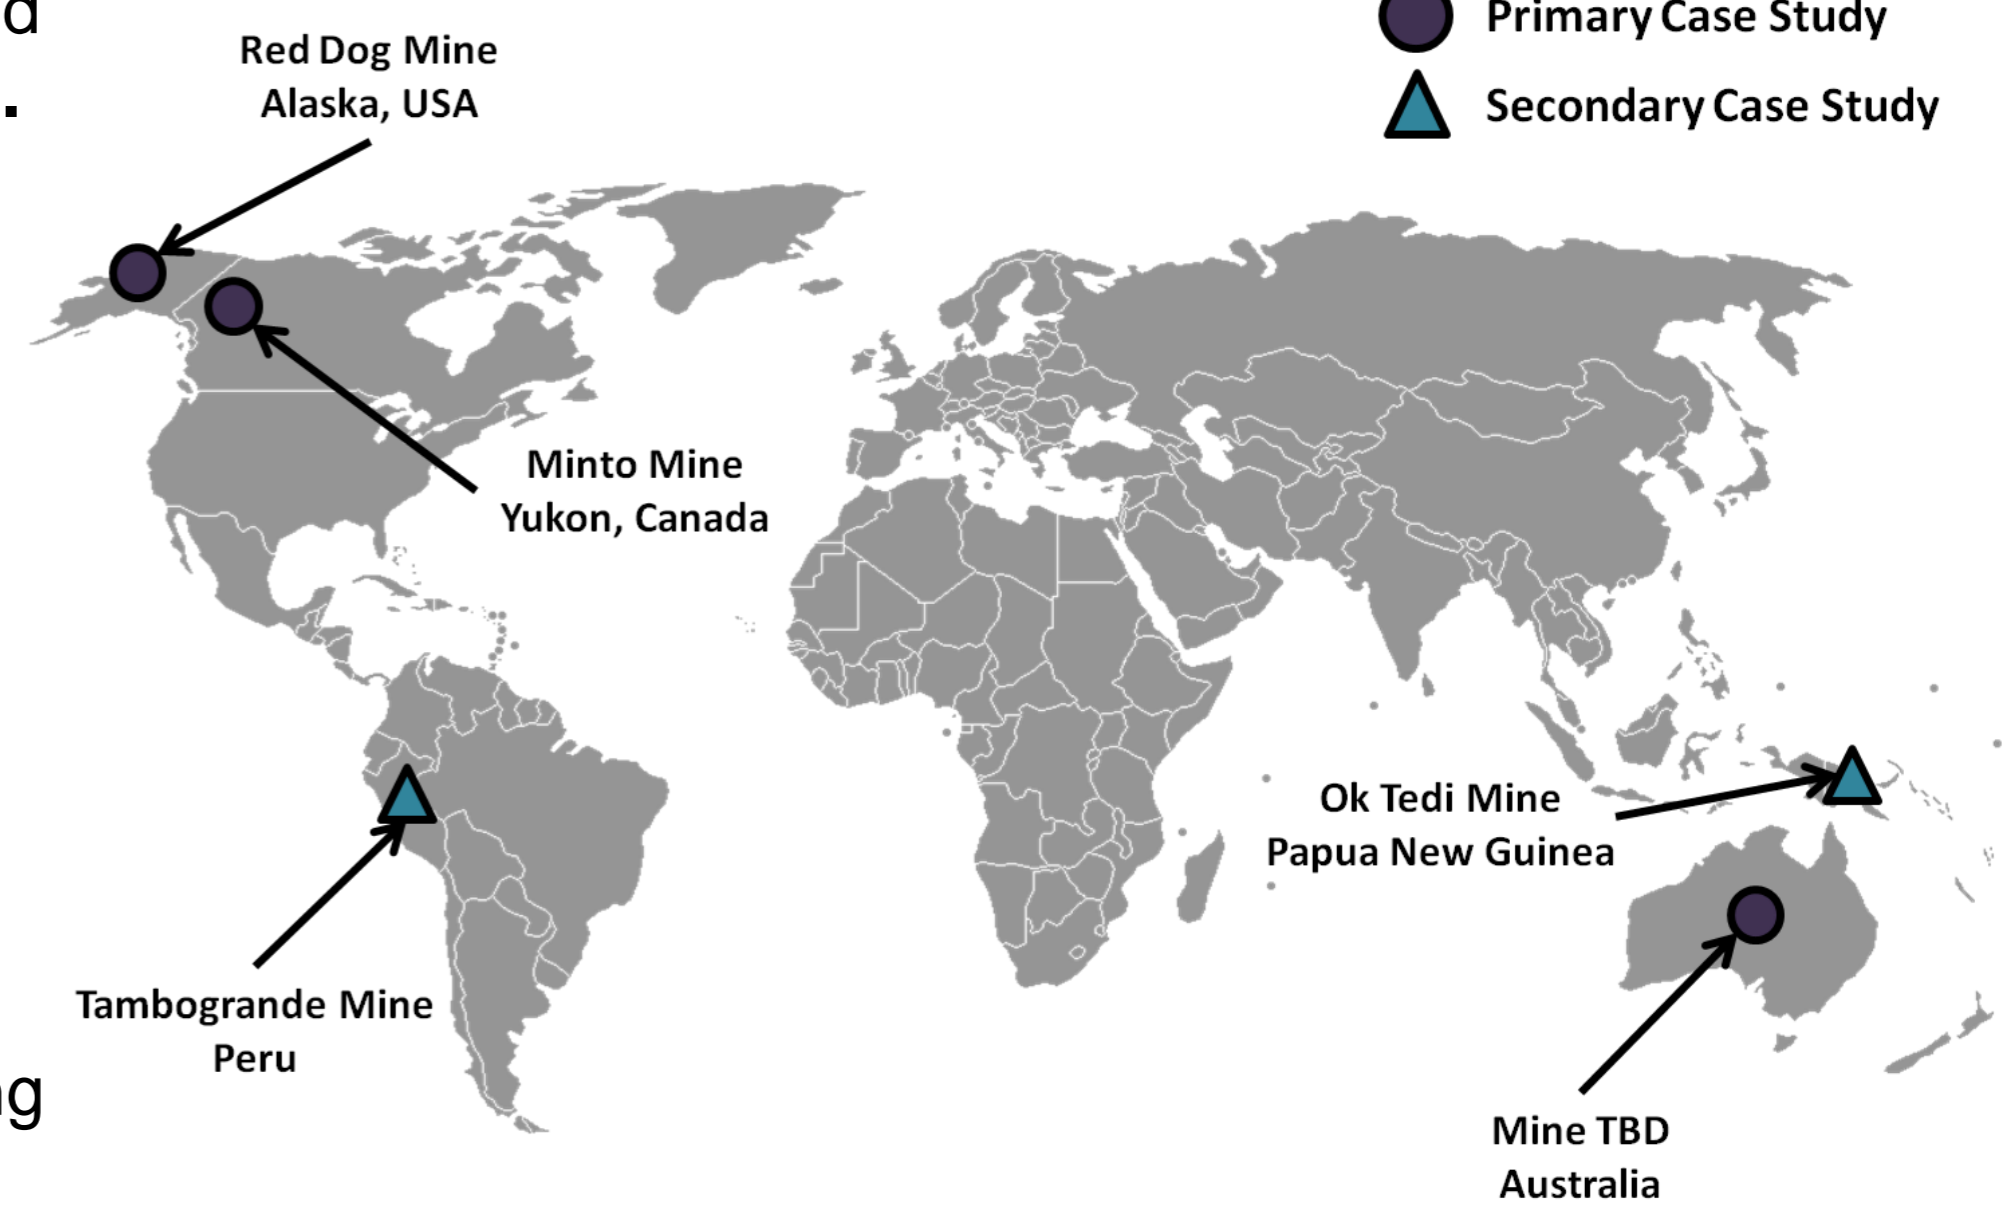 d
.
Primary Case Study
Secondary Case Study
Red Dog Mine
Alaska, USA
Minto Mine
Yukon, Canada
Ok Tedi Mine
Papua New Guinea
Tambogrande Mine
Peru
ng
Mine TBD
Australia